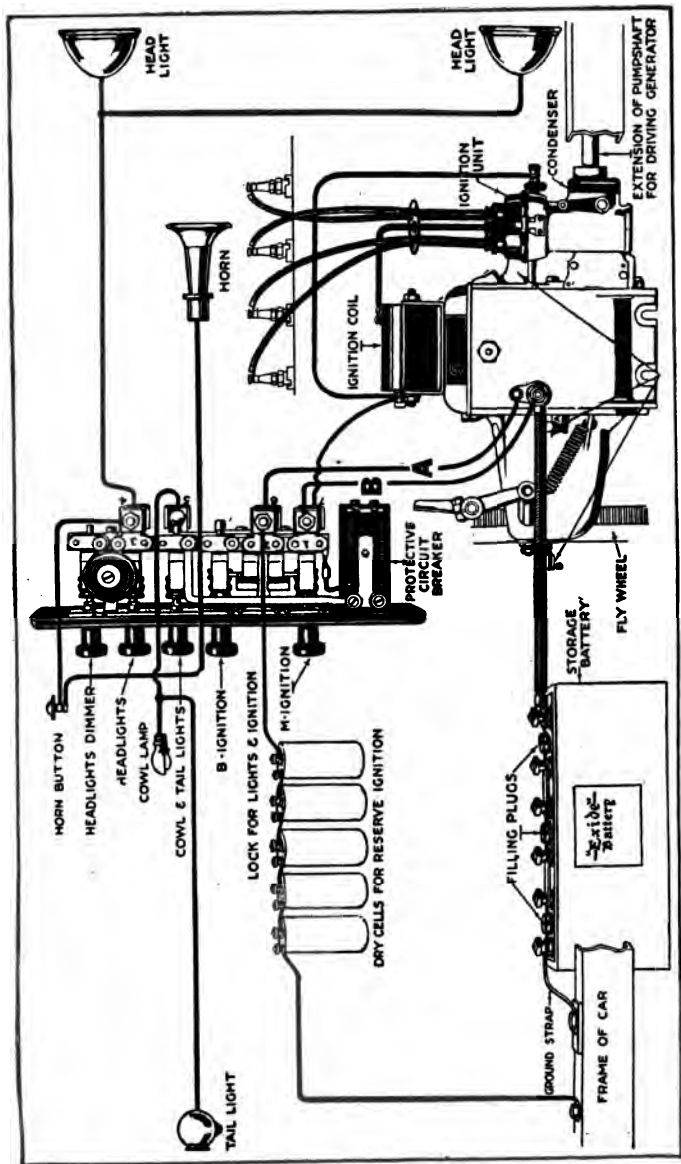 HEAD
LIGHT
HEAD
LIGHT
HORN
IGNITION
UNIT
CONDENSER
EXTENSION OF PUMPSHAFT
FOR DRIVING GENERATOR
IGNITION COIL
A
B
PROTECTIVE
CIRCUIT
BREAKER
FLY WHEEL
HORN BUTTON
HEADLIGHTS DIMMER
HEADLIGHTS
COWL LAMP
COWL & TAIL LIGHTS
B-IGNITION
LOCK FOR LIGHTS & IGNITION
M-IGNITION
DRY CELLS FOR RESERVE IGNITION
STORAGE
BATTERY
FILLING PLUGS
"Exide"
Battery
GROUND STRAP
FRAME OF CAR
TAIL LIGHT